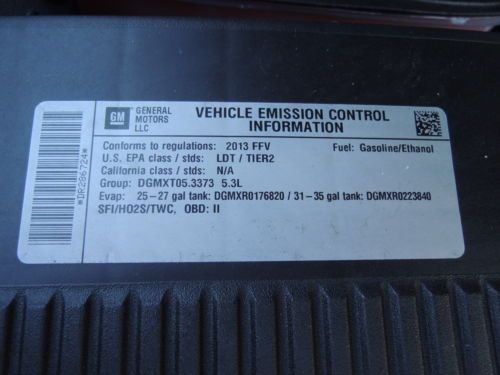 GM GENERAL
MOTORS
LLC
VEHICLE EMISSION CONTROL
INFORMATION
Conforms to regulations: 2013 FFV Fuel: Gasoline/Ethanol
U.S. EPA class / stds: LDT / TIER2
California class / stds: N/A
Group: DGMXT05.3373 5.3L
Evap: 25-27 gal tank: DGMXR0176820 / 31-35 gal tank: DGMXR0223840
SFI/HO2S/TWC, OBD: II
*DR286724*